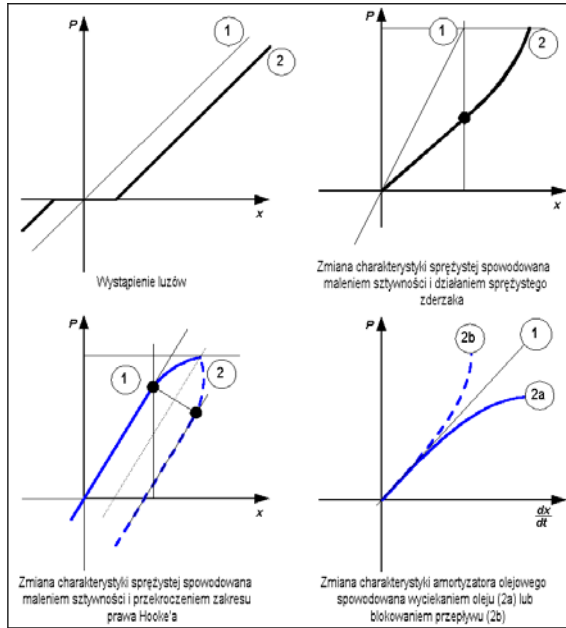 P
1
2
x
Wystąpienie luzów
P
1
2
x
Zmiana charakterystyki sprężystej spowodowana
maleniem sztywności i działaniem sprężystego
zderzaka
P
1
2
x
Zmiana charakterystyki sprężystej spowodowana
maleniem sztywności i przekroczeniem zakresu
prawa Hooke'a
P
2b
1
2a
dx
dt
Zmiana charakterystyki amortyzatora olejowego
spowodowana wyciekaniem oleju (2a) lub
blokowaniem przepływu (2b)